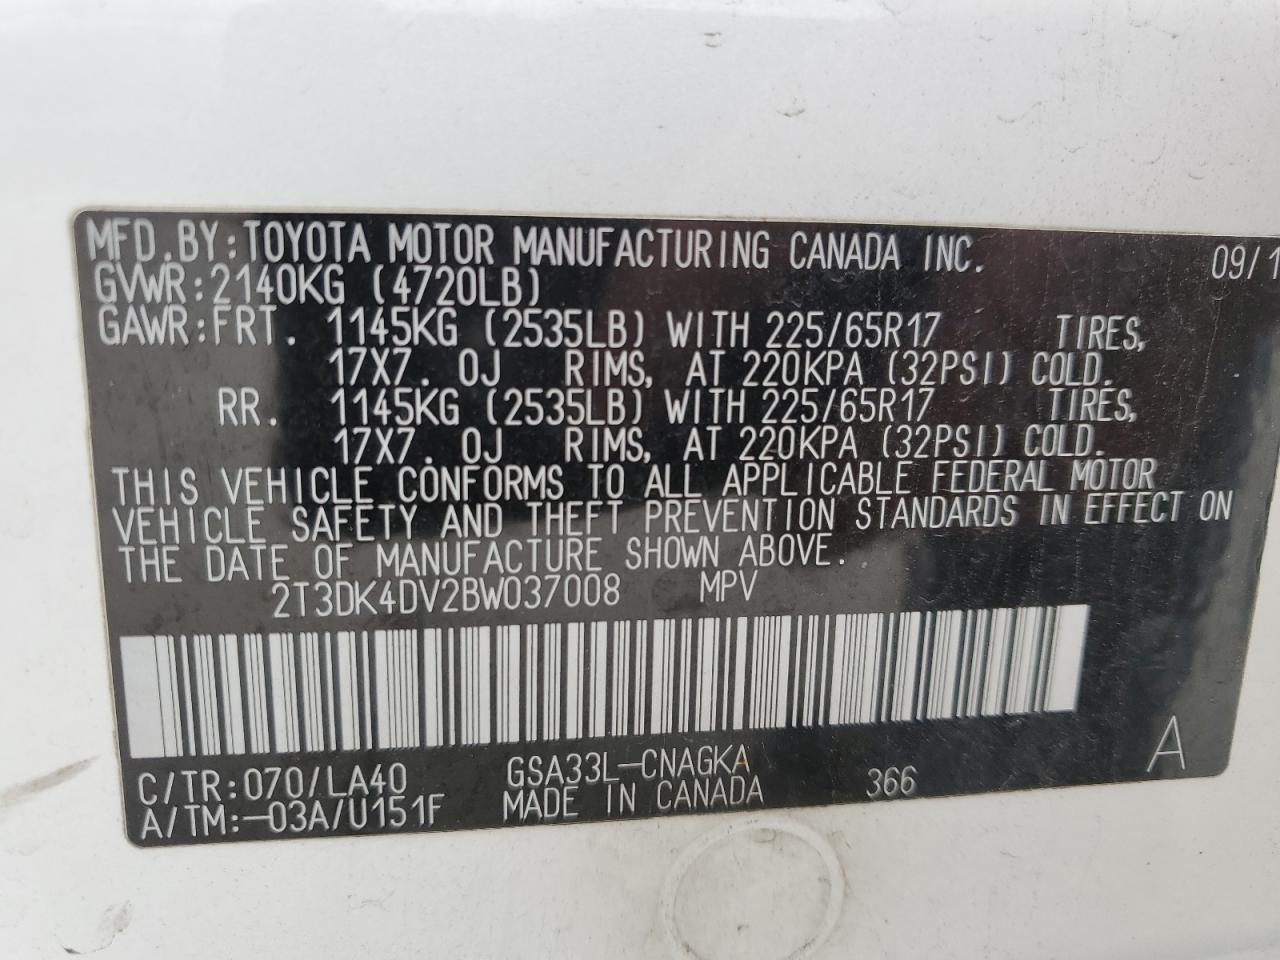 MFD.BY:TOYOTA MOTOR MANUFACTURING CANADA INC. 09/1
GVWR:2140KG (4720LB)
GAWR:FRT. 1145KG (2535LB) WITH 225/65R17 TIRES,
17X7. 0J RIMS, AT 220KPA (32PSI) COLD.
RR. 1145KG (2535LB) WITH 225/65R17 TIRES,
17X7. 0J RIMS, AT 220KPA (32PSI) COLD.
THIS VEHICLE CONFORMS TO ALL APPLICABLE FEDERAL MOTOR
VEHICLE SAFETY AND THEFT PREVENTION STANDARDS IN EFFECT ON
THE DATE OF MANUFACTURE SHOWN ABOVE.
2T3DK4DV2BW037008 MPV
C/TR:070/LA40 GSA33L-CNAGKA 366 A
A/TM:-03A/U151F MADE IN CANADA